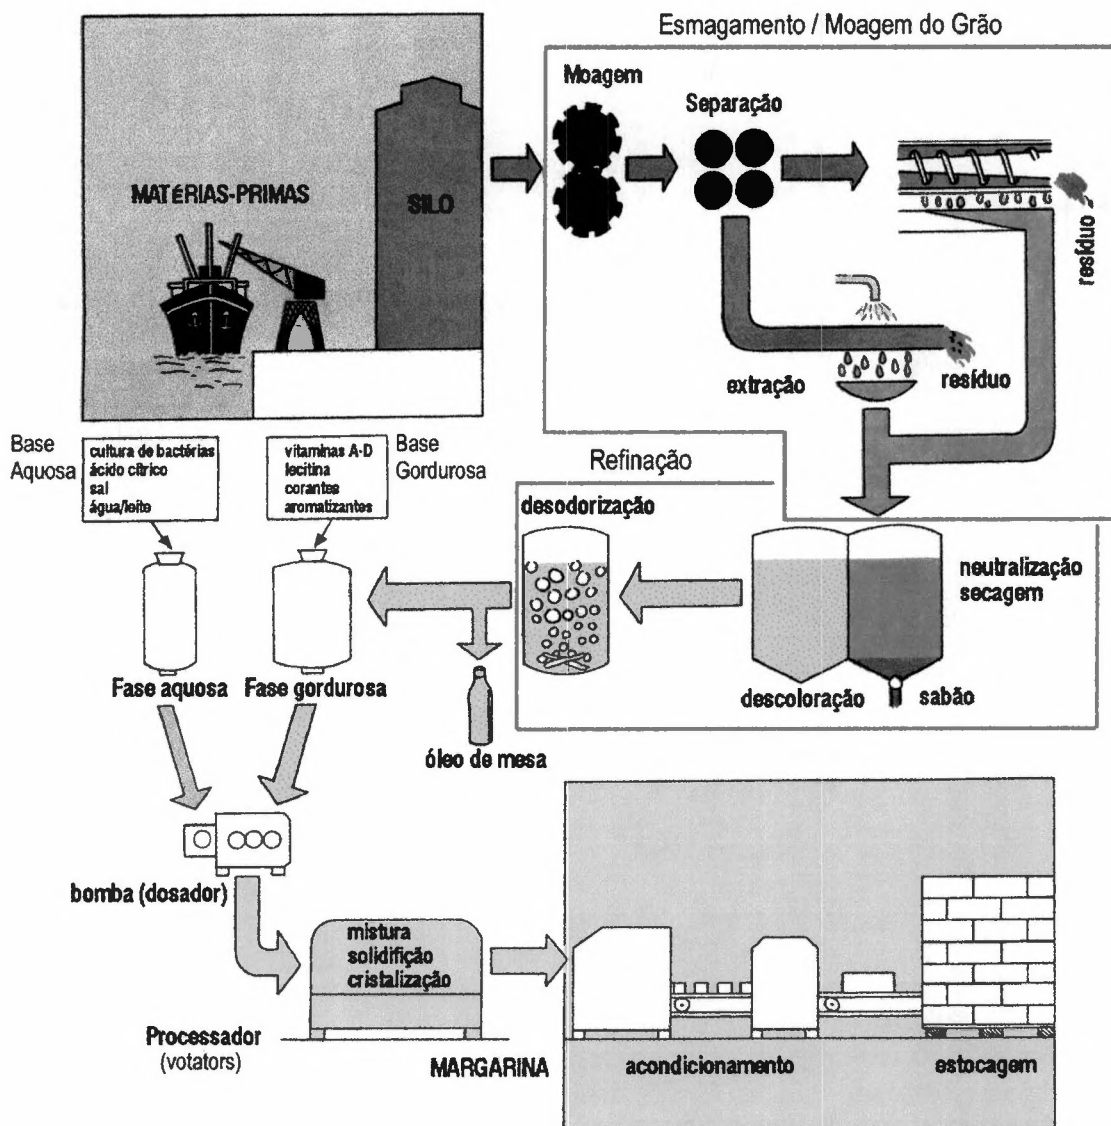 Esmagamento / Moagem do Grão
Moagem
Separação
MATÉRIAS-PRIMAS
SILO
resíduo
extração
resíduo
Base
Aquosa
cultura de bactérias
ácido cítrico
sal
água/leite
vitaminas A-D
lecitina
corantes
aromatizantes
Base
Gordurosa
Refinação
desodorização
neutralização
secagem
Fase aquosa
Fase gordurosa
descoloração
sabão
óleo de mesa
bomba (dosador)
mistura
solidifição
cristalização
Processador
(votators)
MARGARINA
acondicionamento
estocagem